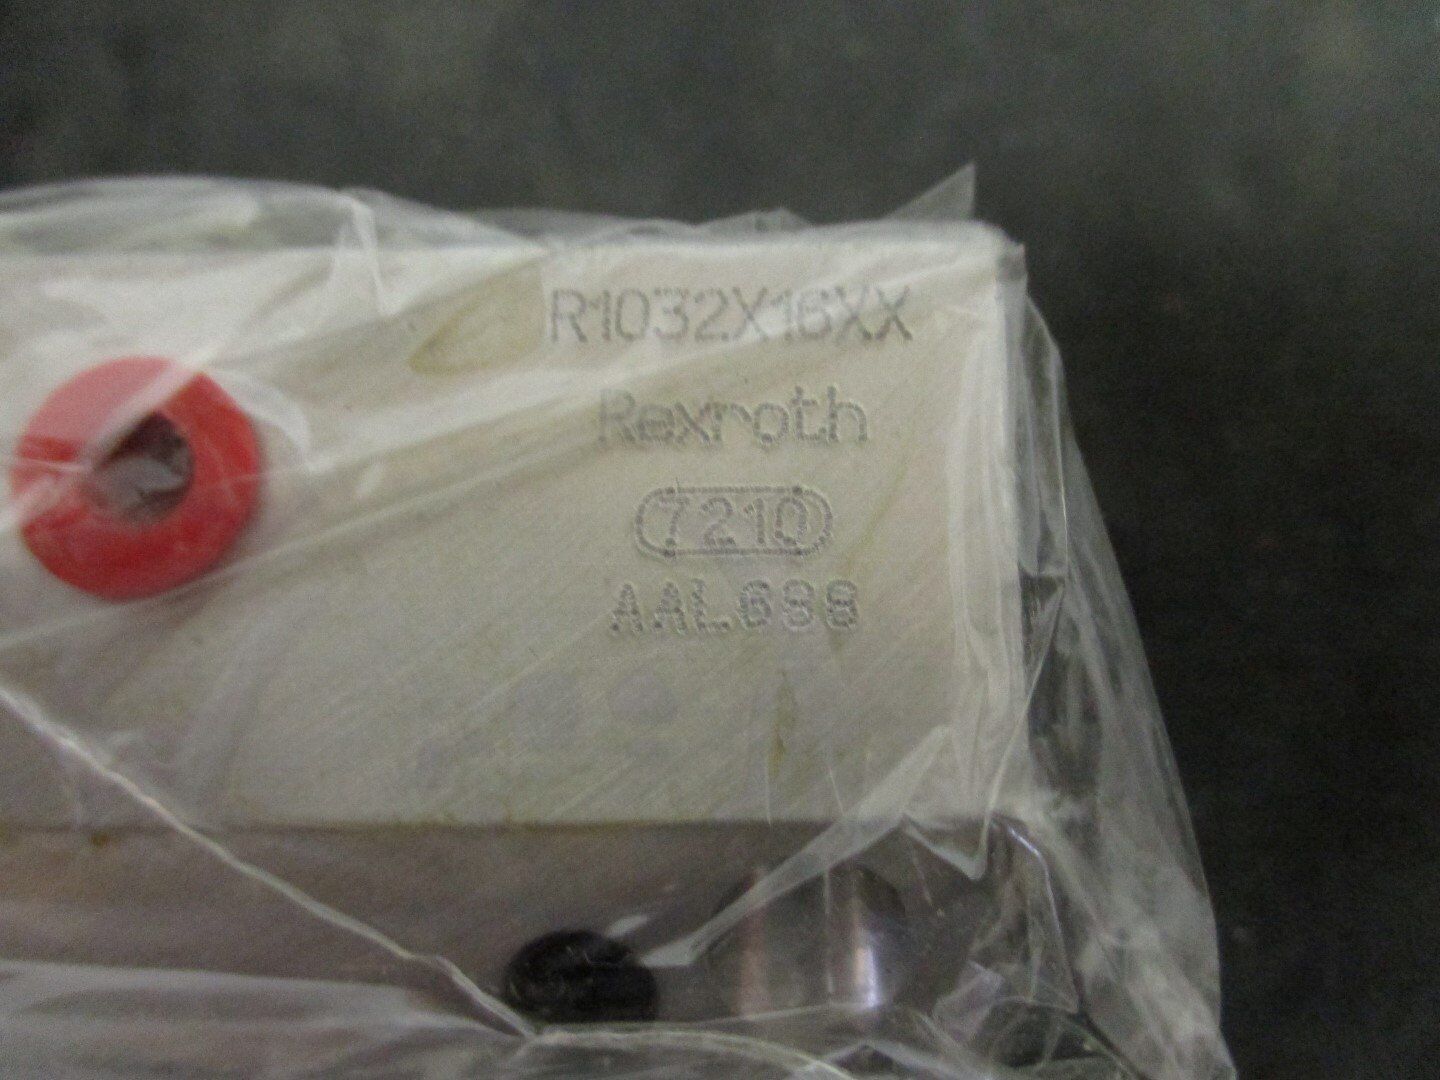 R1032X16XX
Rexroth
7210
AAL688